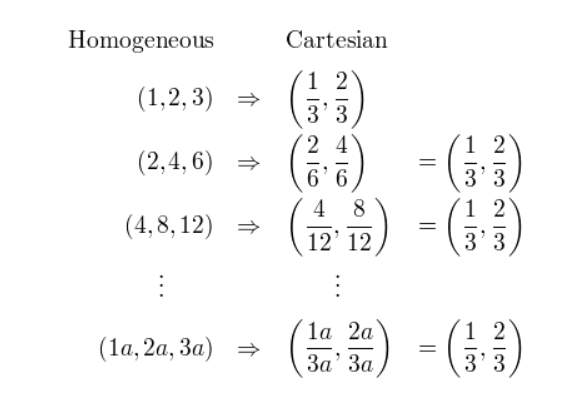 Homogeneous Cartesian
(1,2,3) ⇒ (1/3, 2/3)
(2,4,6) ⇒ (2/6, 4/6) = (1/3, 2/3)
(4,8,12) ⇒ (4/12, 8/12) = (1/3, 2/3)
⋮ ⋮
(1a,2a,3a) ⇒ (1a/3a, 2a/3a) = (1/3, 2/3)